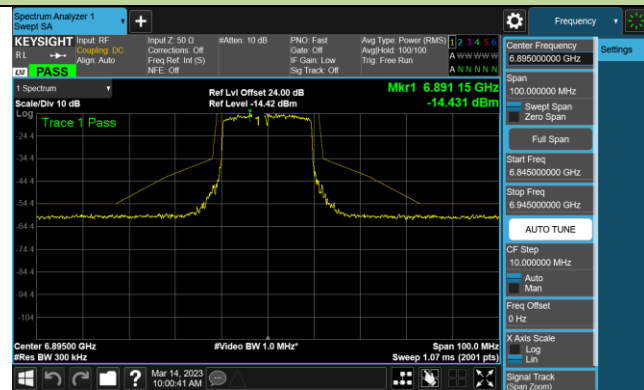 Spectrum Analyzer 1
Swept SA
Frequency
KEYSIGHT
RL
Input: RF
Coupling: DC
Align: Auto
Input Z: 50 Ω
Corrections: Off
Freq Ref: Int (S)
NFE: Off
#Atten: 10 dB
PNO: Fast
Gate: Off
IF Gain: Low
Sig Track: Off
Avg Type: Power (RMS)
Avg|Hold: 100/100
Trig: Free Run
1 2 3 4 5 6
A W W W W W
A N N N N N
LXI PASS
1 Spectrum
Scale/Div 10 dB
Ref Lvl Offset 24.00 dB
Ref Level -14.42 dBm
Mkr1 6.891 15 GHz
-14.431 dBm
Log
Trace 1 Pass
1
-24.4
-34.4
-44.4
-54.4
-64.4
-74.4
-84.4
-94.4
-104
Center 6.89500 GHz
#Res BW 300 kHz
#Video BW 1.0 MHz*
Span 100.0 MHz
Sweep 1.07 ms (2001 pts)
Center Frequency
6.895000000 GHz
Settings
Span
100.000000 MHz
Swept Span
Zero Span
Full Span
Start Freq
6.845000000 GHz
Stop Freq
6.945000000 GHz
AUTO TUNE
CF Step
10.000000 MHz
Auto
Man
Freq Offset
0 Hz
X Axis Scale
Log
Lin
Signal Track
(Span Zoom)
Mar 14, 2023
10:00:41 AM